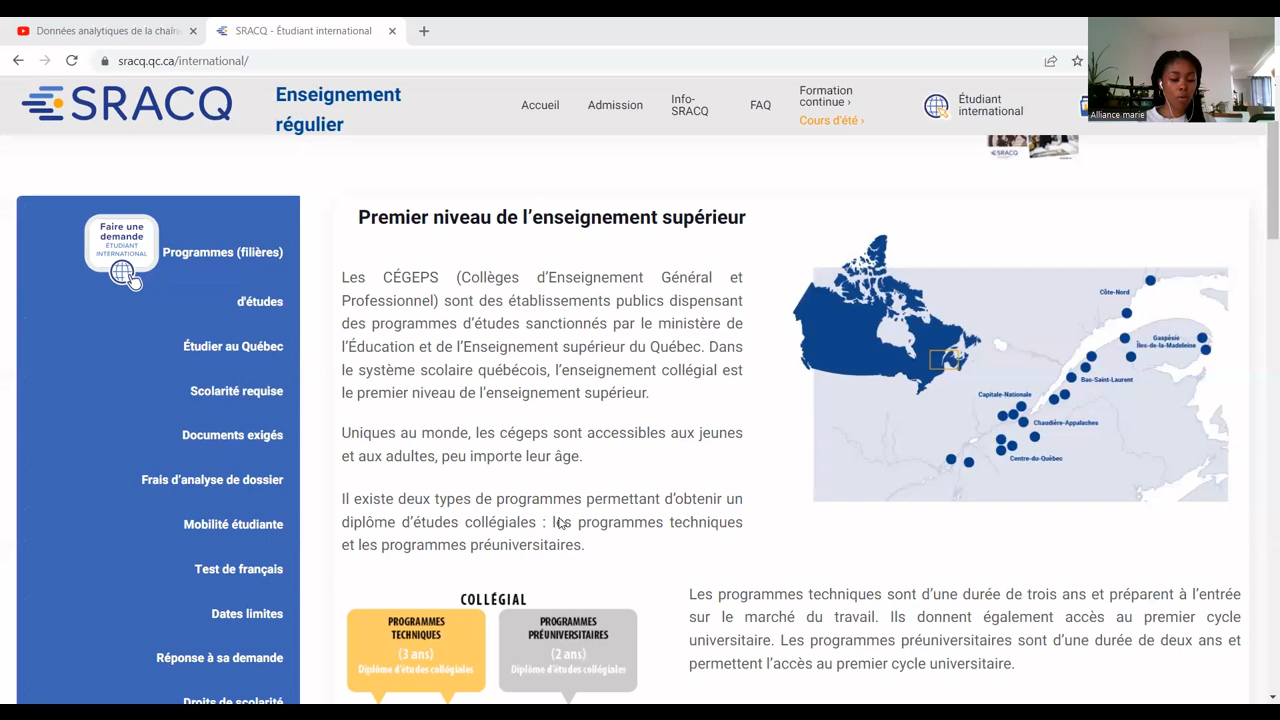 Données analytiques de la chaîn
SRACQ - Étudiant international
sracq.qc.ca/international/
Alliance marie
SRACQ
Enseignement
régulier
Accueil
Admission
Info-
SRACQ
FAQ
Formation
continue ›
Cours d'été ›
Étudiant
international
SRACQ
Faire une
demande
ÉTUDIANT
INTERNATIONAL
Programmes (filières)
d'études
Étudier au Québec
Scolarité requise
Documents exigés
Frais d'analyse de dossier
Mobilité étudiante
Test de français
Dates limites
Réponse à sa demande
Droits de scolarité
Premier niveau de l'enseignement supérieur
Les CÉGEPS (Collèges d'Enseignement Général et
Professionnel) sont des établissements publics dispensant
des programmes d'études sanctionnés par le ministère de
l'Éducation et de l'Enseignement supérieur du Québec. Dans
le système scolaire québécois, l'enseignement collégial est
le premier niveau de l'enseignement supérieur.
Uniques au monde, les cégeps sont accessibles aux jeunes
et aux adultes, peu importe leur âge.
Il existe deux types de programmes permettant d'obtenir un
diplôme d'études collégiales : les programmes techniques
et les programmes préuniversitaires.
Côte-Nord
Gaspésie
Îles-de-la-Madeleine
Bas-Saint-Laurent
Capitale-Nationale
Chaudière-Appalaches
Centre-du-Québec
COLLÉGIAL
PROGRAMMES
TECHNIQUES
(3 ans)
Diplôme d'études collégiales
PROGRAMMES
PRÉUNIVERSITAIRES
(2 ans)
Diplôme d'études collégiales
Les programmes techniques sont d'une durée de trois ans et préparent à l'entrée
sur le marché du travail. Ils donnent également accès au premier cycle
universitaire. Les programmes préuniversitaires sont d'une durée de deux ans et
permettent l'accès au premier cycle universitaire.